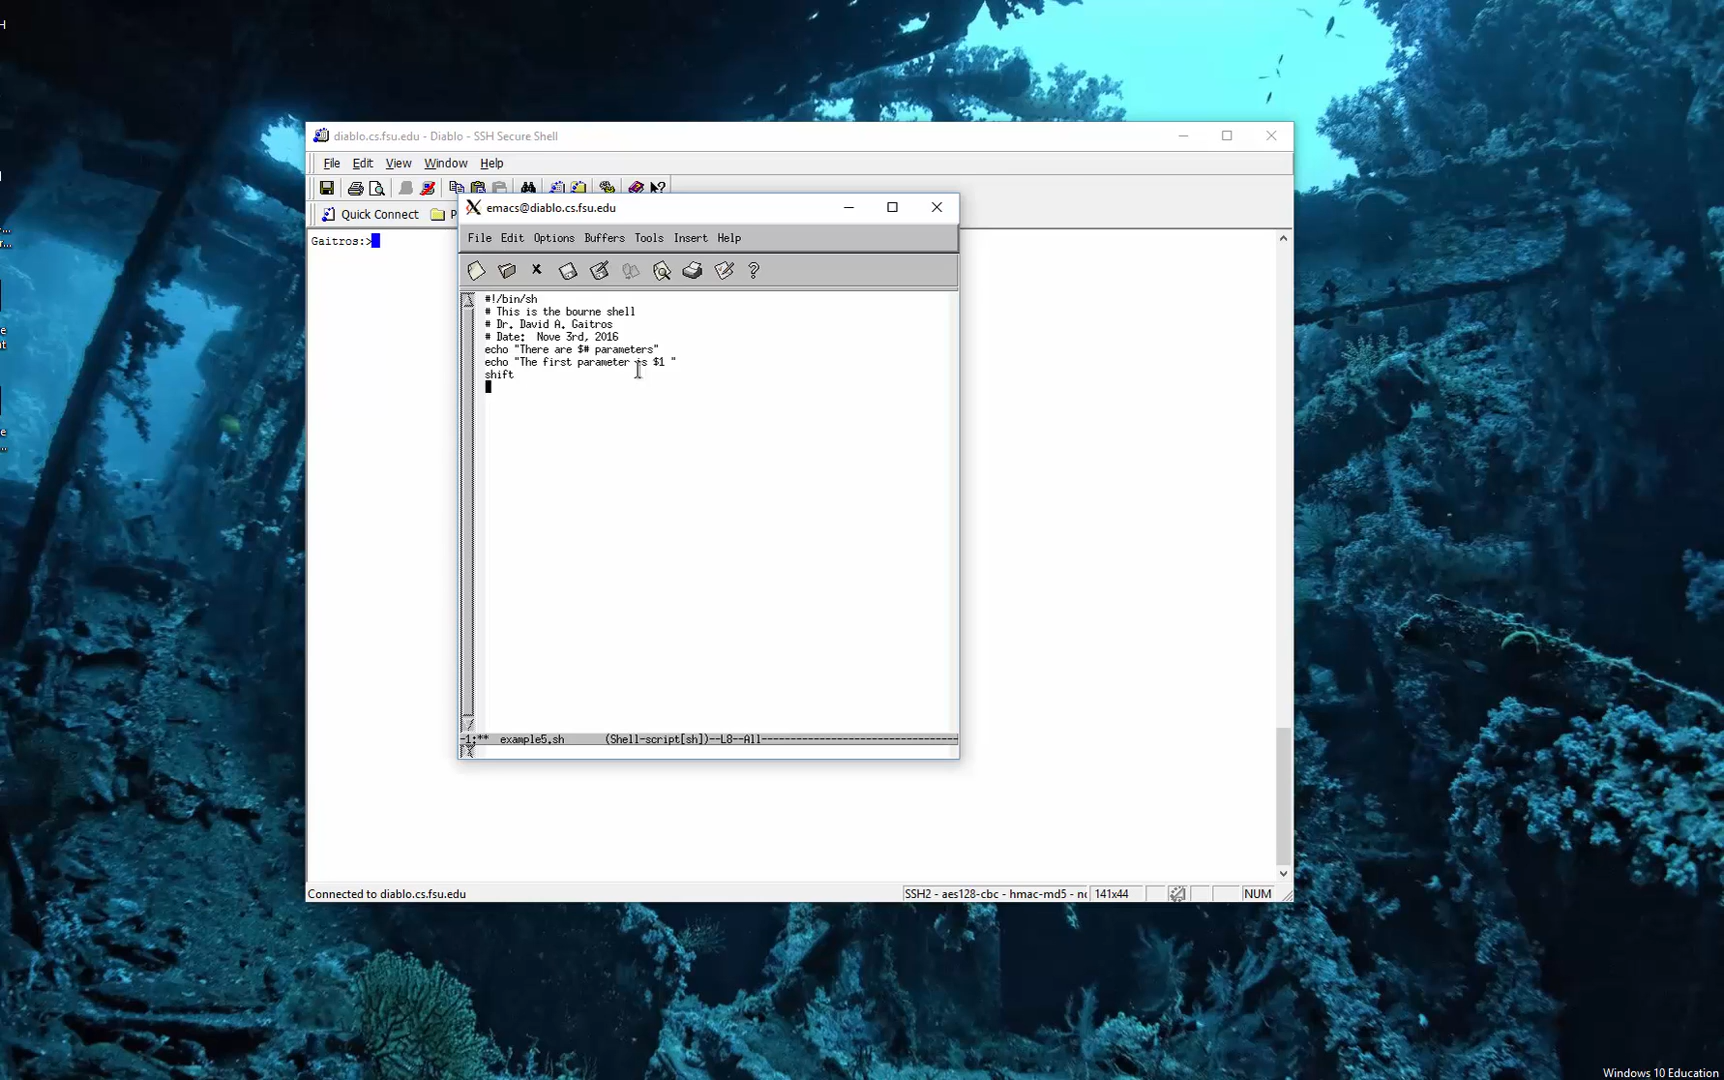 H
diablo.cs.fsu.edu - Diablo - SSH Secure Shell
File Edit View Window Help
Quick Connect P
Gaitros:>
emacs@diablo.cs.fsu.edu
File Edit Options Buffers Tools Insert Help
#!/bin/sh
# This is the bourne shell
# Dr. David A. Gaitros
# Date:  Nove 3rd, 2016
echo "There are $# parameters"
echo "The first parameter is $1 "
shift
-1:**  example5.sh      (Shell-script[sh])--L8--All----------------------------------
Connected to diablo.cs.fsu.edu
SSH2 - aes128-cbc - hmac-md5 - nc 141x44 NUM
Windows 10 Education